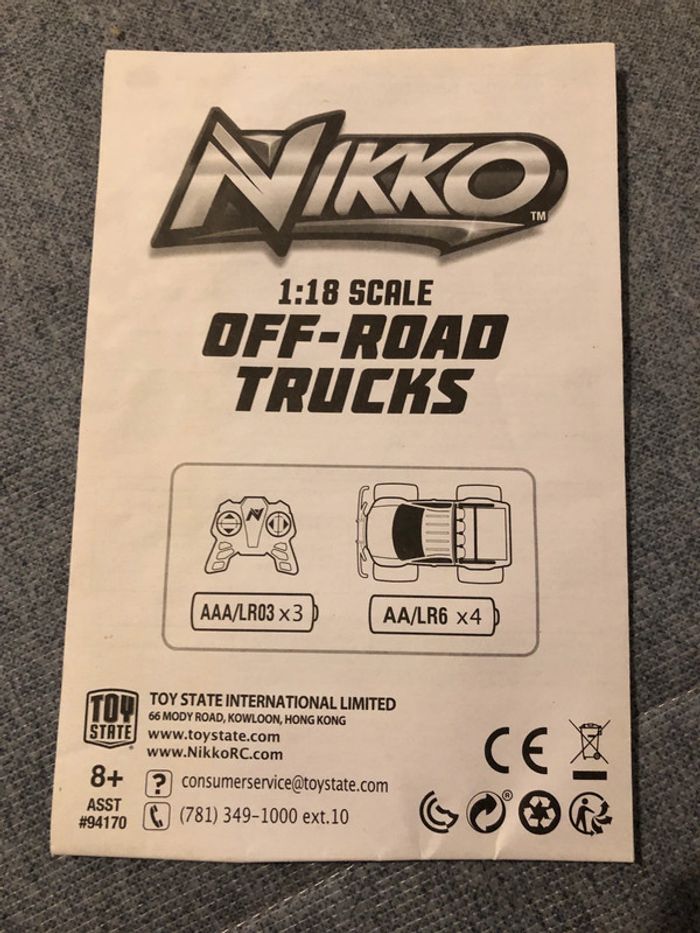 NIKKO
TM
1:18 SCALE
OFF-ROAD
TRUCKS
N
AAA/LR03 x3
AA/LR6 x4
TOY
STATE
®
TOY STATE INTERNATIONAL LIMITED
66 MODY ROAD, KOWLOON, HONG KONG
www.toystate.com
www.NikkoRC.com
8+
ASST
#94170
? consumerservice@toystate.com
(781) 349-1000 ext.10
CE
®